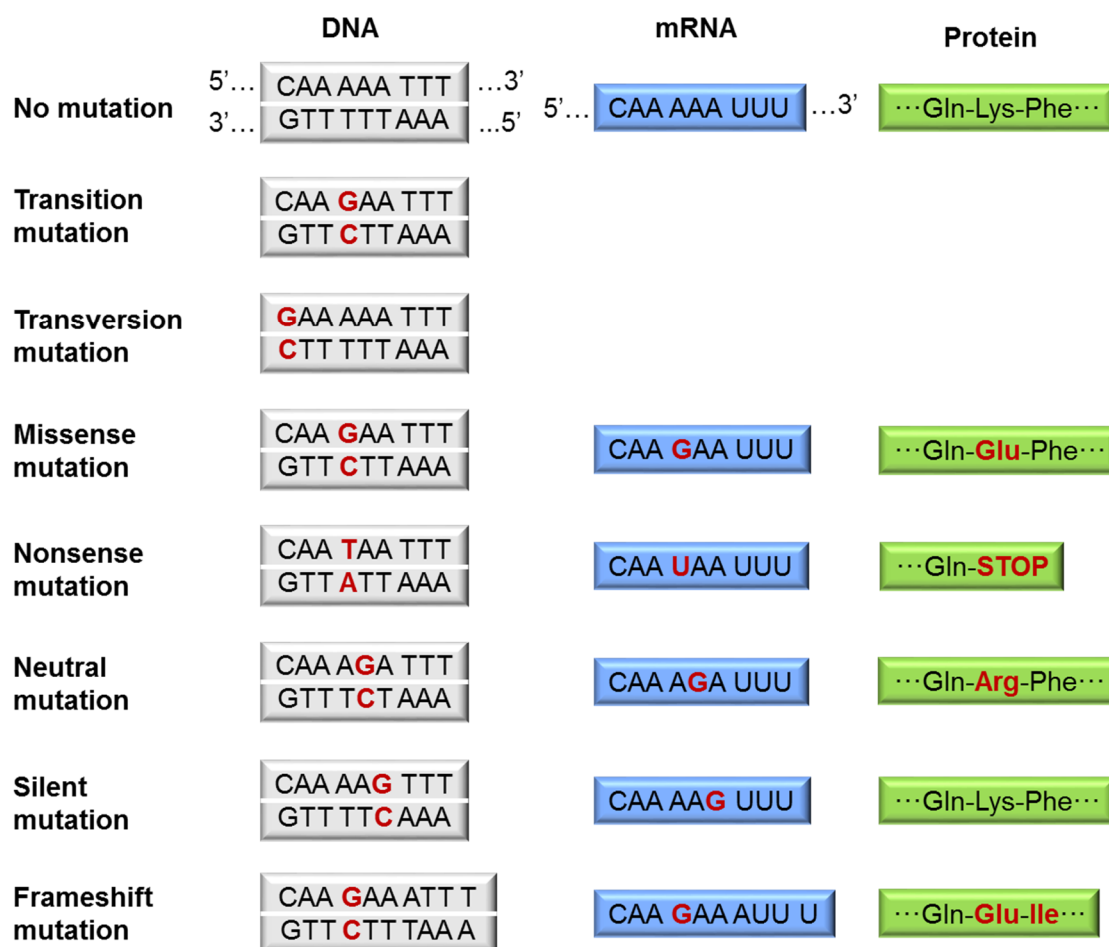 DNA mRNA Protein
No mutation
5’… CAA AAA TTT …3’
3’… GTT TTT AAA ...5’
5’… CAA AAA UUU …3’
…Gln-Lys-Phe…
Transition
mutation
CAA GAA TTT
GTT CTT AAA
Transversion
mutation
GAA AAA TTT
CTT TTT AAA
Missense
mutation
CAA GAA TTT
GTT CTT AAA
CAA GAA UUU
…Gln-Glu-Phe…
Nonsense
mutation
CAA TAA TTT
GTT ATT AAA
CAA UAA UUU
…Gln-STOP
Neutral
mutation
CAA AGA TTT
GTT TCT AAA
CAA AGA UUU
…Gln-Arg-Phe…
Silent
mutation
CAA AAG TTT
GTT TTC AAA
CAA AAG UUU
…Gln-Lys-Phe…
Frameshift
mutation
CAA GAA ATT T
GTT CTT TAA A
CAA GAA AUU U
…Gln-Glu-Ile…